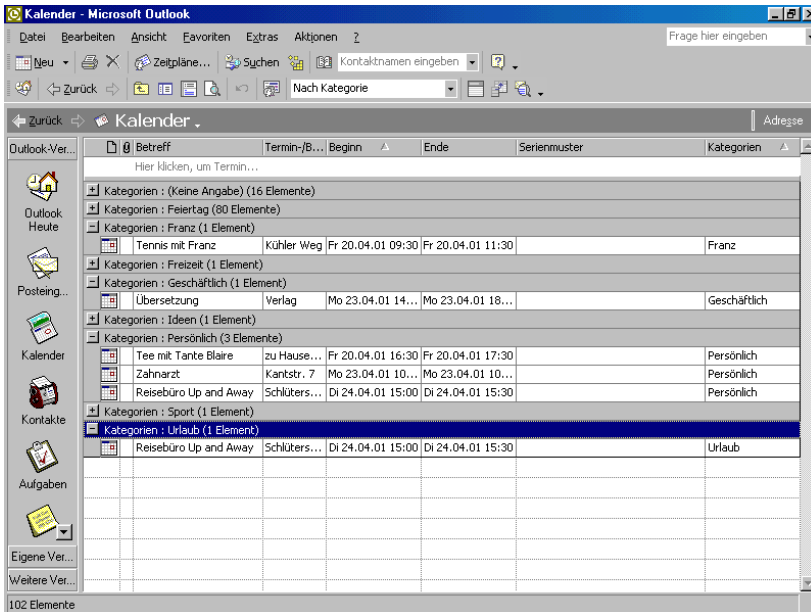 Kalender - Microsoft Outlook
Datei Bearbeiten Ansicht Favoriten Extras Aktionen ? Frage hier eingeben
Neu Zeitpläne... Suchen Kontaktnamen eingeben
Zurück Nach Kategorie
Zurück Kalender Adresse
Outlook-Ver... Betreff Termin-/B... Beginn Ende Serienmuster Kategorien
Hier klicken, um Termin...
Kategorien : (Keine Angabe) (16 Elemente)
Kategorien : Feiertag (80 Elemente)
Kategorien : Franz (1 Element)
Tennis mit Franz Kühler Weg Fr 20.04.01 09:30 Fr 20.04.01 11:30 Franz
Kategorien : Freizeit (1 Element)
Kategorien : Geschäftlich (1 Element)
Übersetzung Verlag Mo 23.04.01 14... Mo 23.04.01 18... Geschäftlich
Kategorien : Ideen (1 Element)
Kategorien : Persönlich (3 Elemente)
Tee mit Tante Blaire zu Hause... Fr 20.04.01 16:30 Fr 20.04.01 17:30 Persönlich
Zahnarzt Kantstr. 7 Mo 23.04.01 10... Mo 23.04.01 10... Persönlich
Reisebüro Up and Away Schlüters... Di 24.04.01 15:00 Di 24.04.01 15:30 Persönlich
Kategorien : Sport (1 Element)
Kategorien : Urlaub (1 Element)
Reisebüro Up and Away Schlüters... Di 24.04.01 15:00 Di 24.04.01 15:30 Urlaub
Outlook Heute
Posteing...
Kalender
Kontakte
Aufgaben
Eigene Ver...
Weitere Ver...
102 Elemente